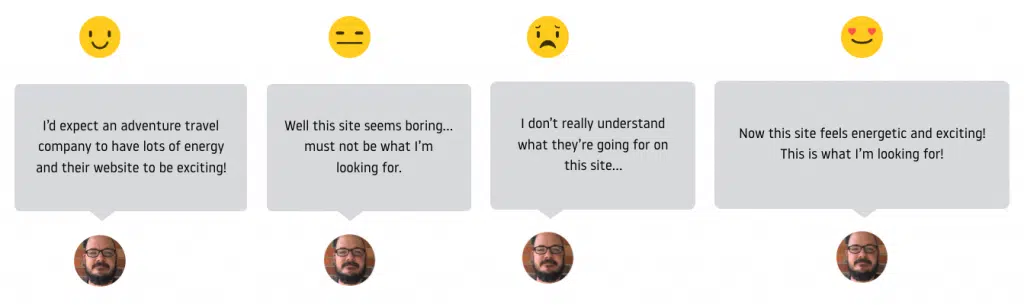 I'd expect an adventure travel
company to have lots of energy
and their website to be exciting!
Well this site seems boring...
must not be what I'm
looking for.
I don't really understand
what they're going for on
this site...
Now this site feels energetic and exciting!
This is what I'm looking for!